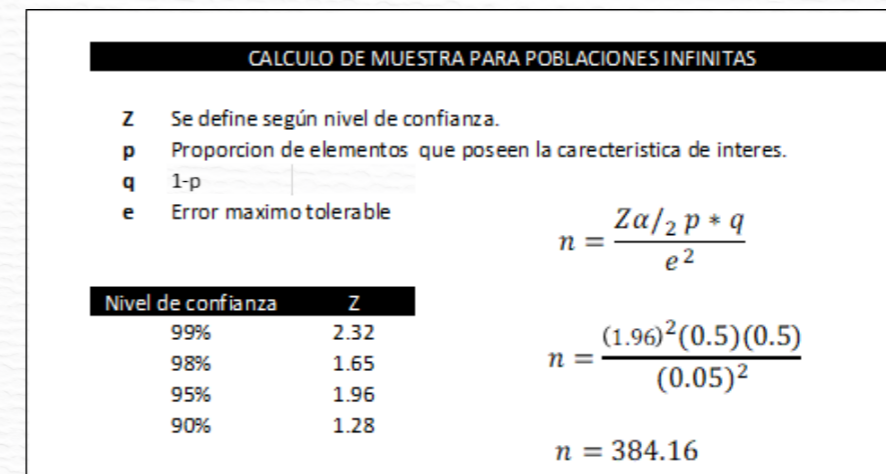 CALCULO DE MUESTRA PARA POBLACIONES INFINITAS
Z Se define según nivel de confianza.
p Proporcion de elementos que poseen la carecteristica de interes.
q 1-p
e Error maximo tolerable
n = Zα/₂ p * q / e²
Nivel de confianza Z
99% 2.32
98% 1.65
95% 1.96
90% 1.28
n = (1.96)²(0.5)(0.5) / (0.05)²
n = 384.16